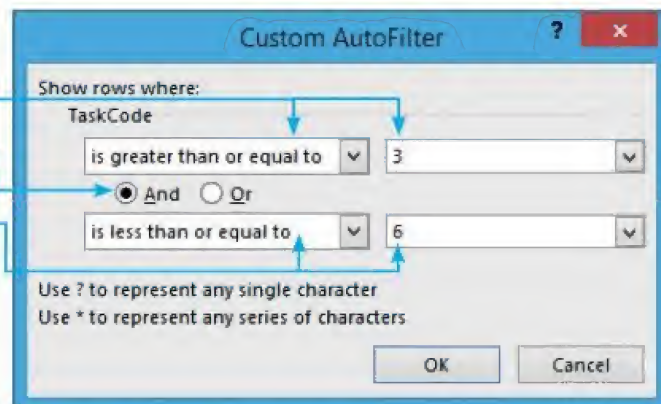 Custom AutoFilter
?
Show rows where:
TaskCode
is greater than or equal to 3
And Or
is less than or equal to 6
Use ? to represent any single character
Use * to represent any series of characters
OK Cancel